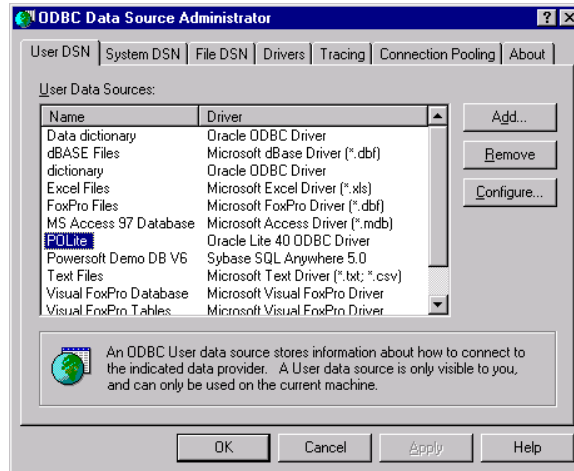 ODBC Data Source Administrator
User DSN System DSN File DSN Drivers Tracing Connection Pooling About
User Data Sources:
Name Driver
Data dictionary Oracle ODBC Driver
dBASE Files Microsoft dBase Driver (*.dbf)
dictionary Oracle ODBC Driver
Excel Files Microsoft Excel Driver (*.xls)
FoxPro Files Microsoft FoxPro Driver (*.dbf)
MS Access 97 Database Microsoft Access Driver (*.mdb)
POLite Oracle Lite 40 ODBC Driver
Powersoft Demo DB V6 Sybase SQL Anywhere 5.0
Text Files Microsoft Text Driver (*.txt; *.csv)
Visual FoxPro Database Microsoft Visual FoxPro Driver
Visual FoxPro Tables Microsoft Visual FoxPro Driver
Add...
Remove
Configure...
An ODBC User data source stores information about how to connect to
the indicated data provider. A User data source is only visible to you,
and can only be used on the current machine.
OK Cancel Apply Help